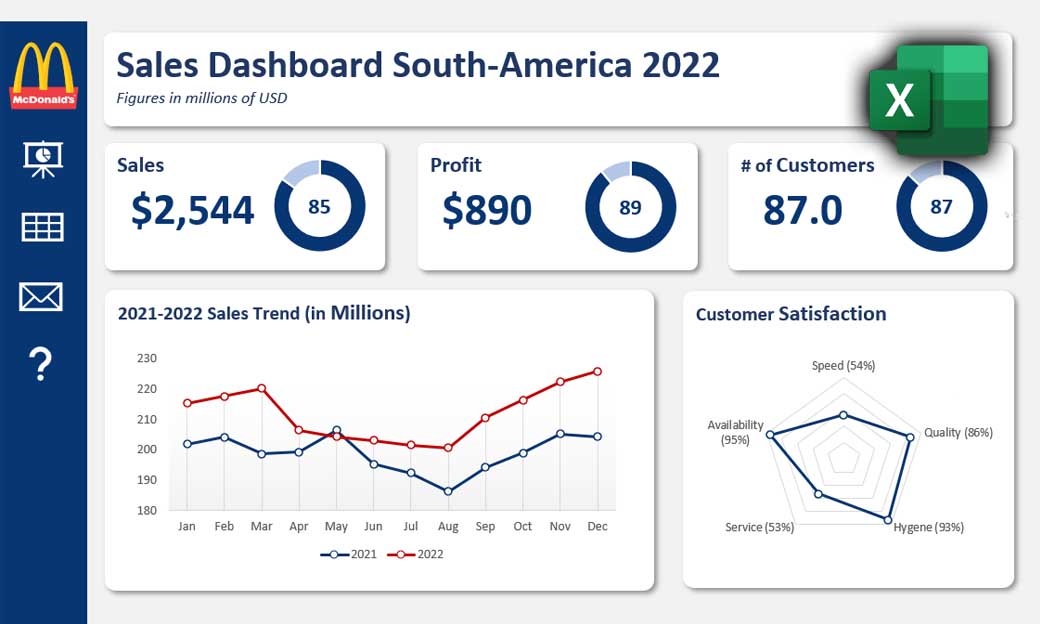 McDonald's
Sales Dashboard South-America 2022
Figures in millions of USD
X
Sales
$2,544
85
Profit
$890
89
# of Customers
87.0
87
2021-2022 Sales Trend (in Millions)
230
220
210
200
190
180
Jan Feb Mar Apr May Jun Jul Aug Sep Oct Nov Dec
2021 2022
Customer Satisfaction
Speed (54%)
Availability
(95%)
Quality (86%)
Service (53%)
Hygene (93%)
?